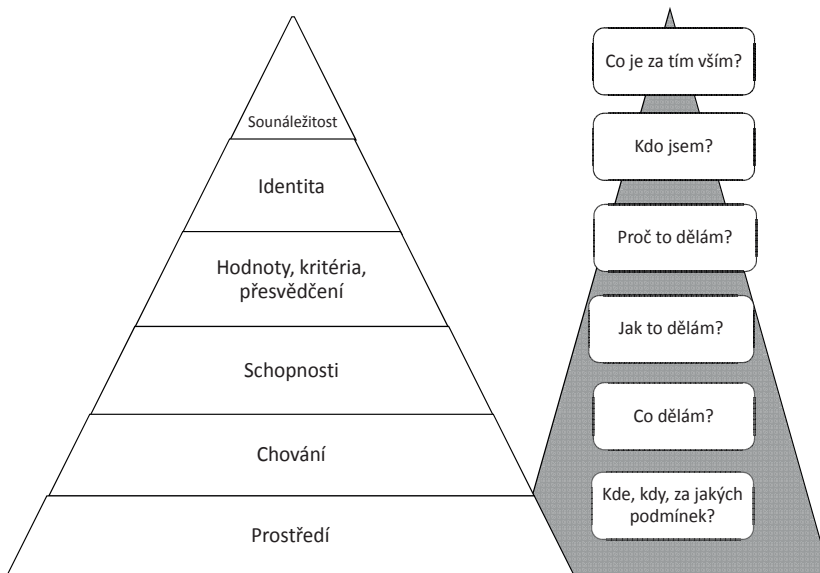 Sounáležitost
Identita
Hodnoty, kritéria,
přesvědčení
Schopnosti
Chování
Prostředí
Co je za tím vším?
Kdo jsem?
Proč to dělám?
Jak to dělám?
Co dělám?
Kde, kdy, za jakých
podmínek?